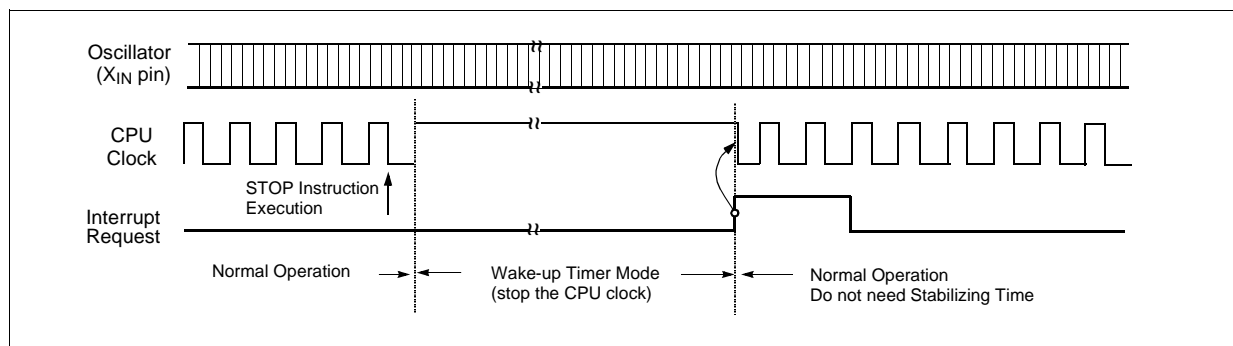 Oscillator
(XIN pin)
CPU
Clock
STOP Instruction
Execution
Interrupt
Request
Normal Operation
Wake-up Timer Mode
(stop the CPU clock)
Normal Operation
Do not need Stabilizing Time